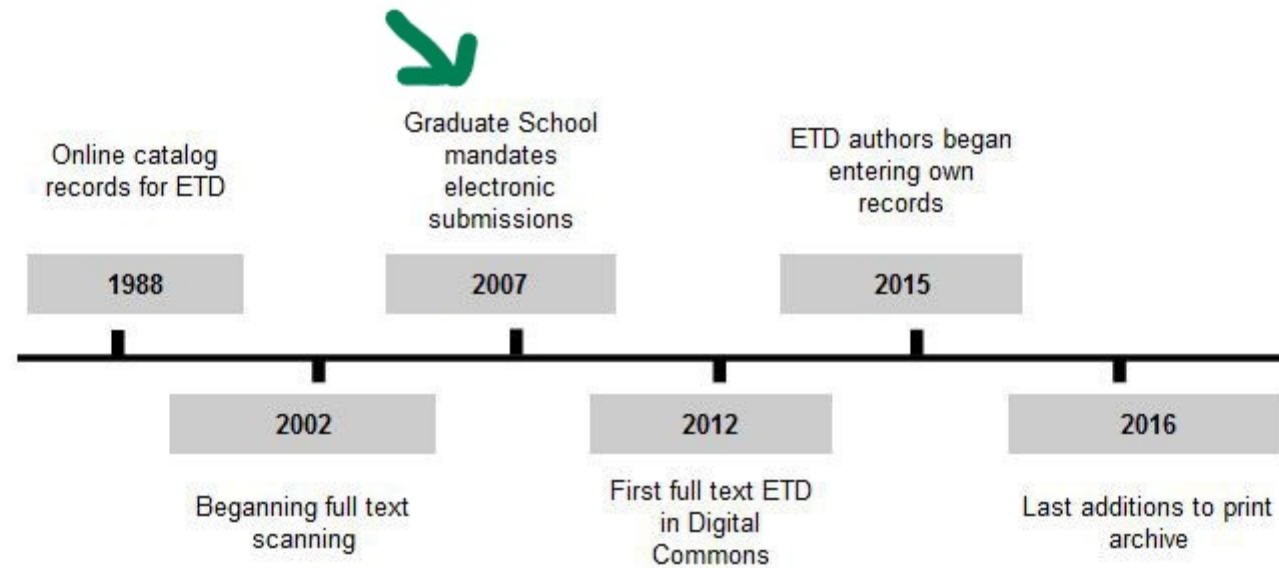 Online catalog
records for ETD
1988
Graduate School
mandates
electronic
submissions
2007
ETD authors began
entering own
records
2015
2002
Beganning full text
scanning
2012
First full text ETD
in Digital
Commons
2016
Last additions to print
archive